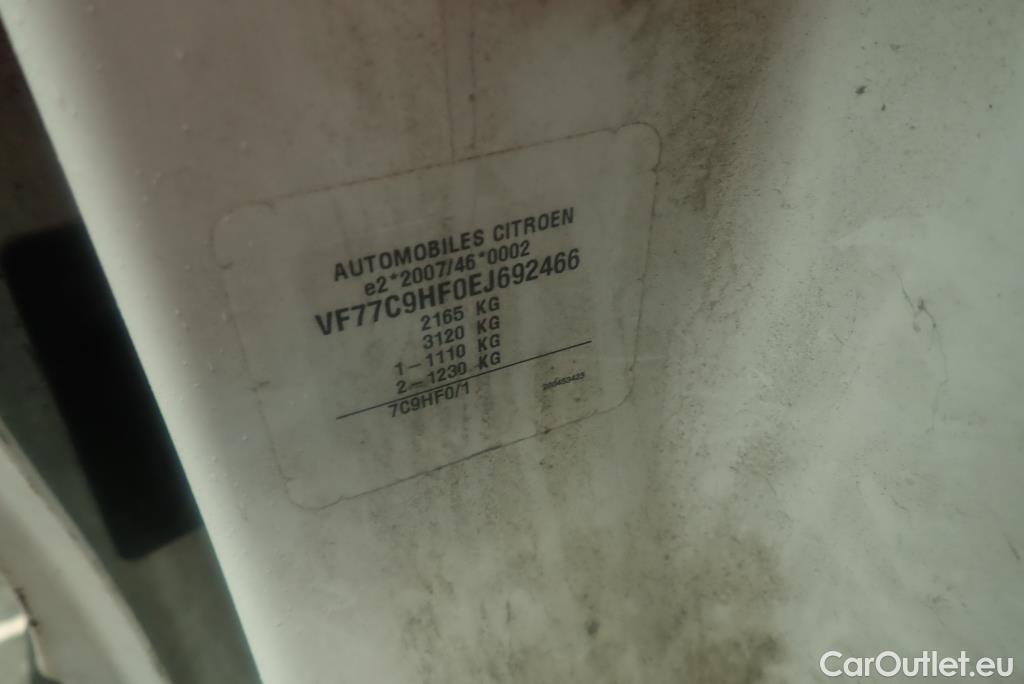 AUTOMOBILES CITROEN
e2*2007/46*0002
VF77C9HF0EJ692466
2165 KG
3120 KG
1-1110 KG
2-1230 KG
7C9HF0/1
CarOutlet.eu